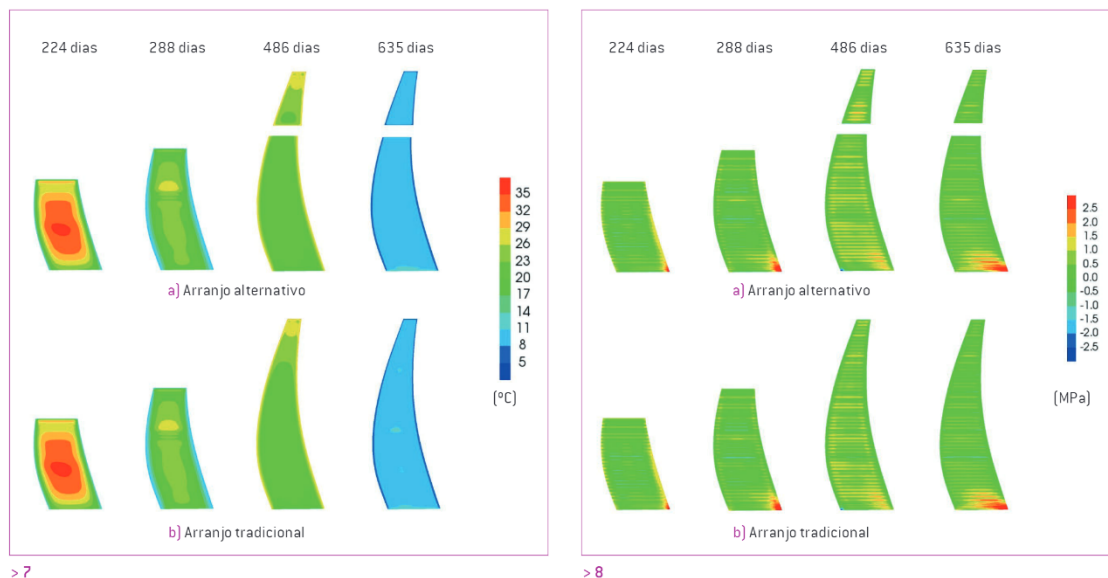 224 dias 288 dias 486 dias 635 dias
a) Arranjo alternativo
35
32
29
26
23
20
17
14
11
8
5
(ºC)
b) Arranjo tradicional
> 7
224 dias 288 dias 486 dias 635 dias
a) Arranjo alternativo
2.5
2.0
1.5
1.0
0.5
-0.5
-1.0
-1.5
-2.0
-2.5
(MPa)
b) Arranjo tradicional
> 8